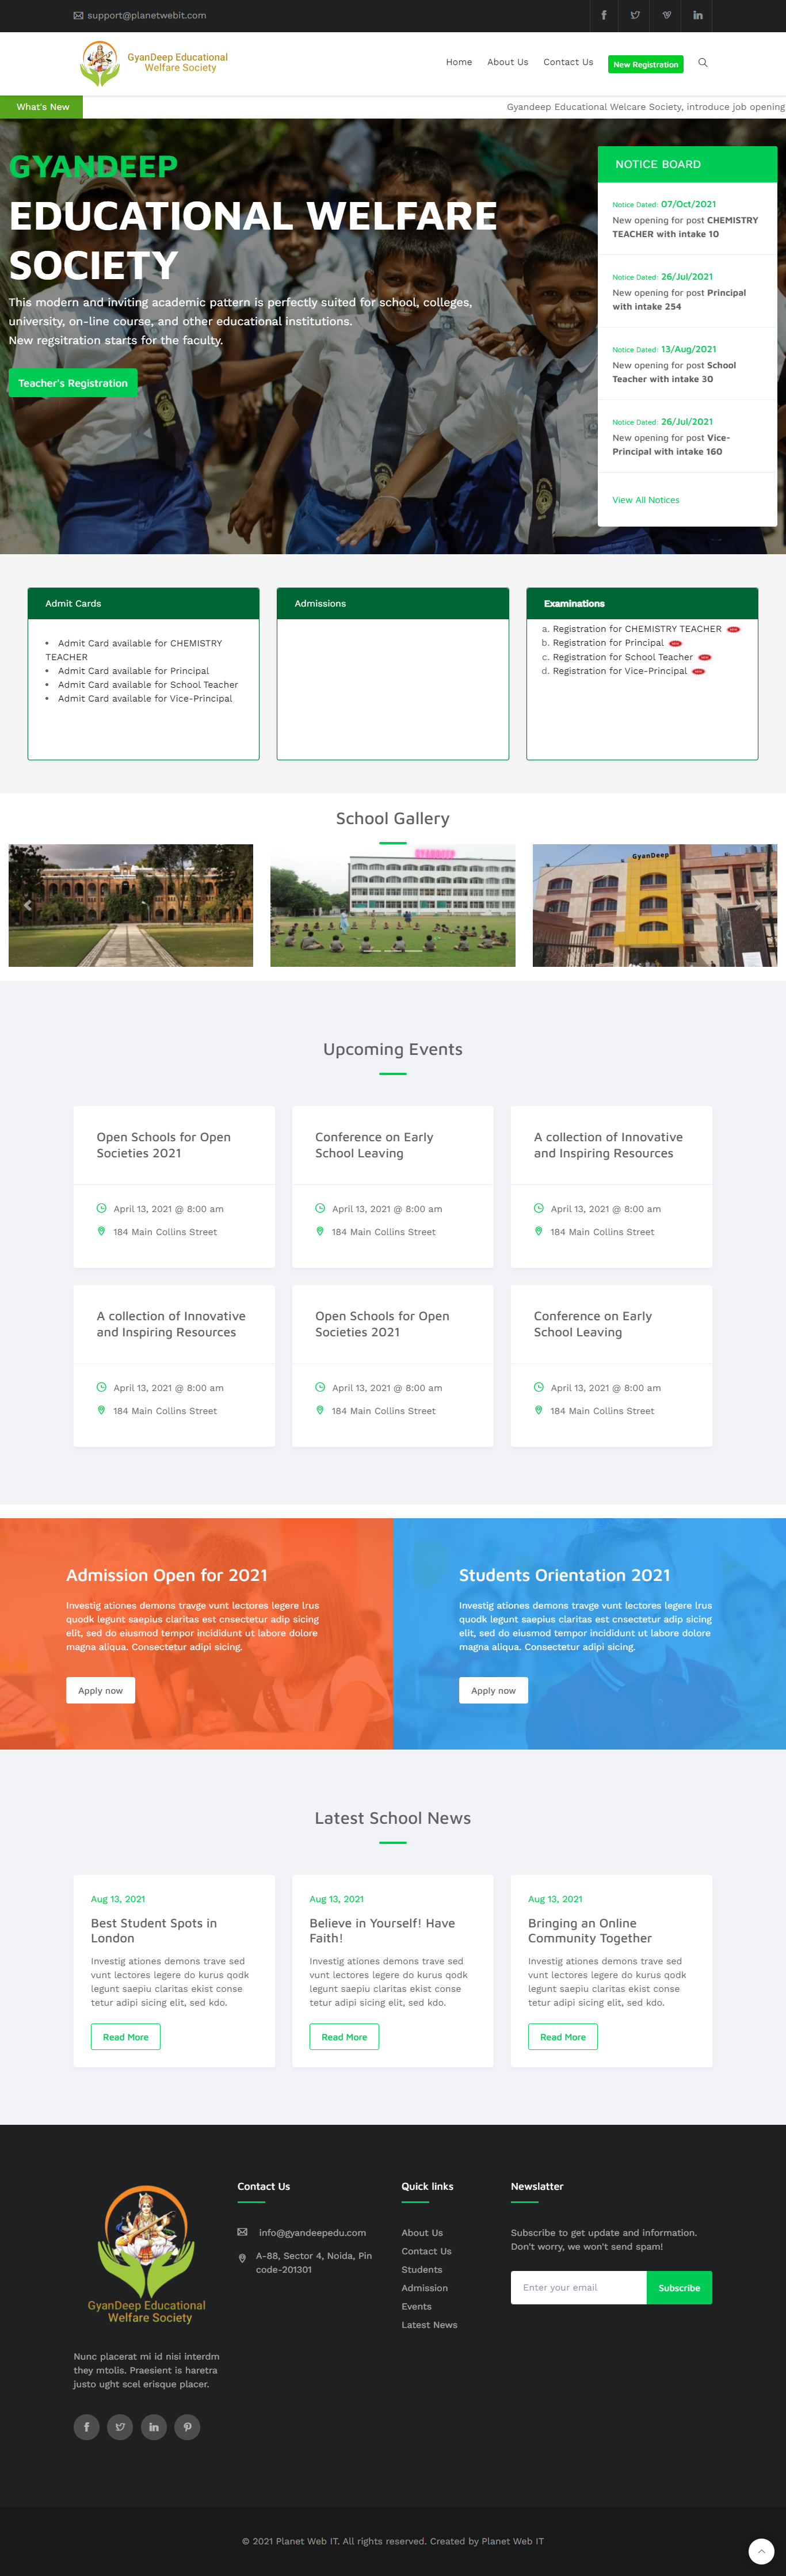 support@planetwebit.com
GyanDeep Educational
Welfare Society
Home About Us Contact Us New Registration
What's New
Gyandeep Educational Welcare Society, introduce job opening
GYANDEEP
EDUCATIONAL WELFARE
SOCIETY
This modern and inviting academic pattern is perfectly suited for school, colleges,
university, on-line course, and other educational institutions.
New regsitration starts for the faculty.
Teacher's Registration
NOTICE BOARD
Notice Dated: 07/Oct/2021
New opening for post CHEMISTRY
TEACHER with intake 10
Notice Dated: 26/Jul/2021
New opening for post Principal
with intake 254
Notice Dated: 13/Aug/2021
New opening for post School
Teacher with intake 30
Notice Dated: 26/Jul/2021
New opening for post Vice-
Principal with intake 160
View All Notices
Admit Cards
• Admit Card available for CHEMISTRY
TEACHER
• Admit Card available for Principal
• Admit Card available for School Teacher
• Admit Card available for Vice-Principal
Admissions
Examinations
a. Registration for CHEMISTRY TEACHER
b. Registration for Principal
c. Registration for School Teacher
d. Registration for Vice-Principal
School Gallery
GYANDEEP
GyanDeep
Upcoming Events
Open Schools for Open
Societies 2021
April 13, 2021 @ 8:00 am
184 Main Collins Street
Conference on Early
School Leaving
April 13, 2021 @ 8:00 am
184 Main Collins Street
A collection of Innovative
and Inspiring Resources
April 13, 2021 @ 8:00 am
184 Main Collins Street
A collection of Innovative
and Inspiring Resources
April 13, 2021 @ 8:00 am
184 Main Collins Street
Open Schools for Open
Societies 2021
April 13, 2021 @ 8:00 am
184 Main Collins Street
Conference on Early
School Leaving
April 13, 2021 @ 8:00 am
184 Main Collins Street
Admission Open for 2021
Investig ationes demons travge vunt lectores legere lrus
quodk legunt saepius claritas est cnsectetur adip sicing
elit, sed do eiusmod tempor incididunt ut labore dolore
magna aliqua. Consectetur adipi sicing.
Apply now
Students Orientation 2021
Investig ationes demons travge vunt lectores legere lrus
quodk legunt saepius claritas est cnsectetur adip sicing
elit, sed do eiusmod tempor incididunt ut labore dolore
magna aliqua. Consectetur adipi sicing.
Apply now
Latest School News
Aug 13, 2021
Best Student Spots in
London
Investig ationes demons trave sed
vunt lectores legere do kurus qodk
legunt saepiu claritas ekist conse
tetur adipi sicing elit, sed kdo.
Read More
Aug 13, 2021
Believe in Yourself! Have
Faith!
Investig ationes demons trave sed
vunt lectores legere do kurus qodk
legunt saepiu claritas ekist conse
tetur adipi sicing elit, sed kdo.
Read More
Aug 13, 2021
Bringing an Online
Community Together
Investig ationes demons trave sed
vunt lectores legere do kurus qodk
legunt saepiu claritas ekist conse
tetur adipi sicing elit, sed kdo.
Read More
GyanDeep Educational
Welfare Society
Nunc placerat mi id nisi interdm
they mtolis. Praesient is haretra
justo ught scel erisque placer.
Contact Us
info@gyandeepedu.com
A-88, Sector 4, Noida, Pin
code-201301
Quick links
About Us
Contact Us
Students
Admission
Events
Latest News
Newslatter
Subscribe to get update and information.
Don't worry, we won't send spam!
Enter your email Subscribe
© 2021 Planet Web IT. All rights reserved. Created by Planet Web IT